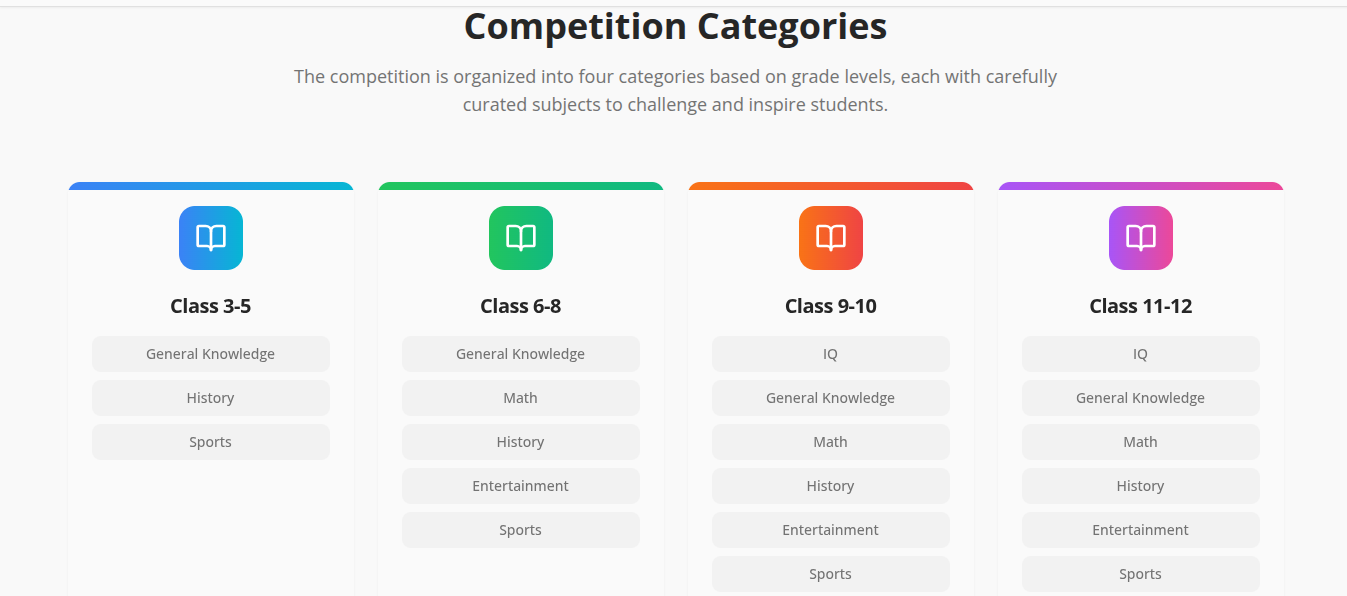 Competition Categories
The competition is organized into four categories based on grade levels, each with carefully
curated subjects to challenge and inspire students.
Class 3-5
General Knowledge
History
Sports
Class 6-8
General Knowledge
Math
History
Entertainment
Sports
Class 9-10
IQ
General Knowledge
Math
History
Entertainment
Sports
Class 11-12
IQ
General Knowledge
Math
History
Entertainment
Sports